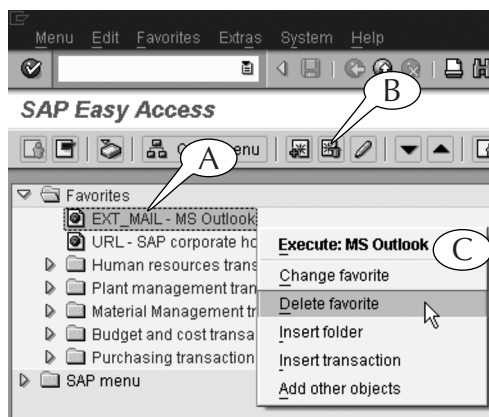 Menu Edit Favorites Extras System Help
SAP Easy Access
B
A
enu
Favorites
EXT_MAIL - MS Outlook
URL - SAP corporate ho
Execute: MS Outlook
C
Human resources trans
Change favorite
Plant management tran
Delete favorite
Material Management tr
Insert folder
Budget and cost transa
Insert transaction
Purchasing transaction
Add other objects
SAP menu